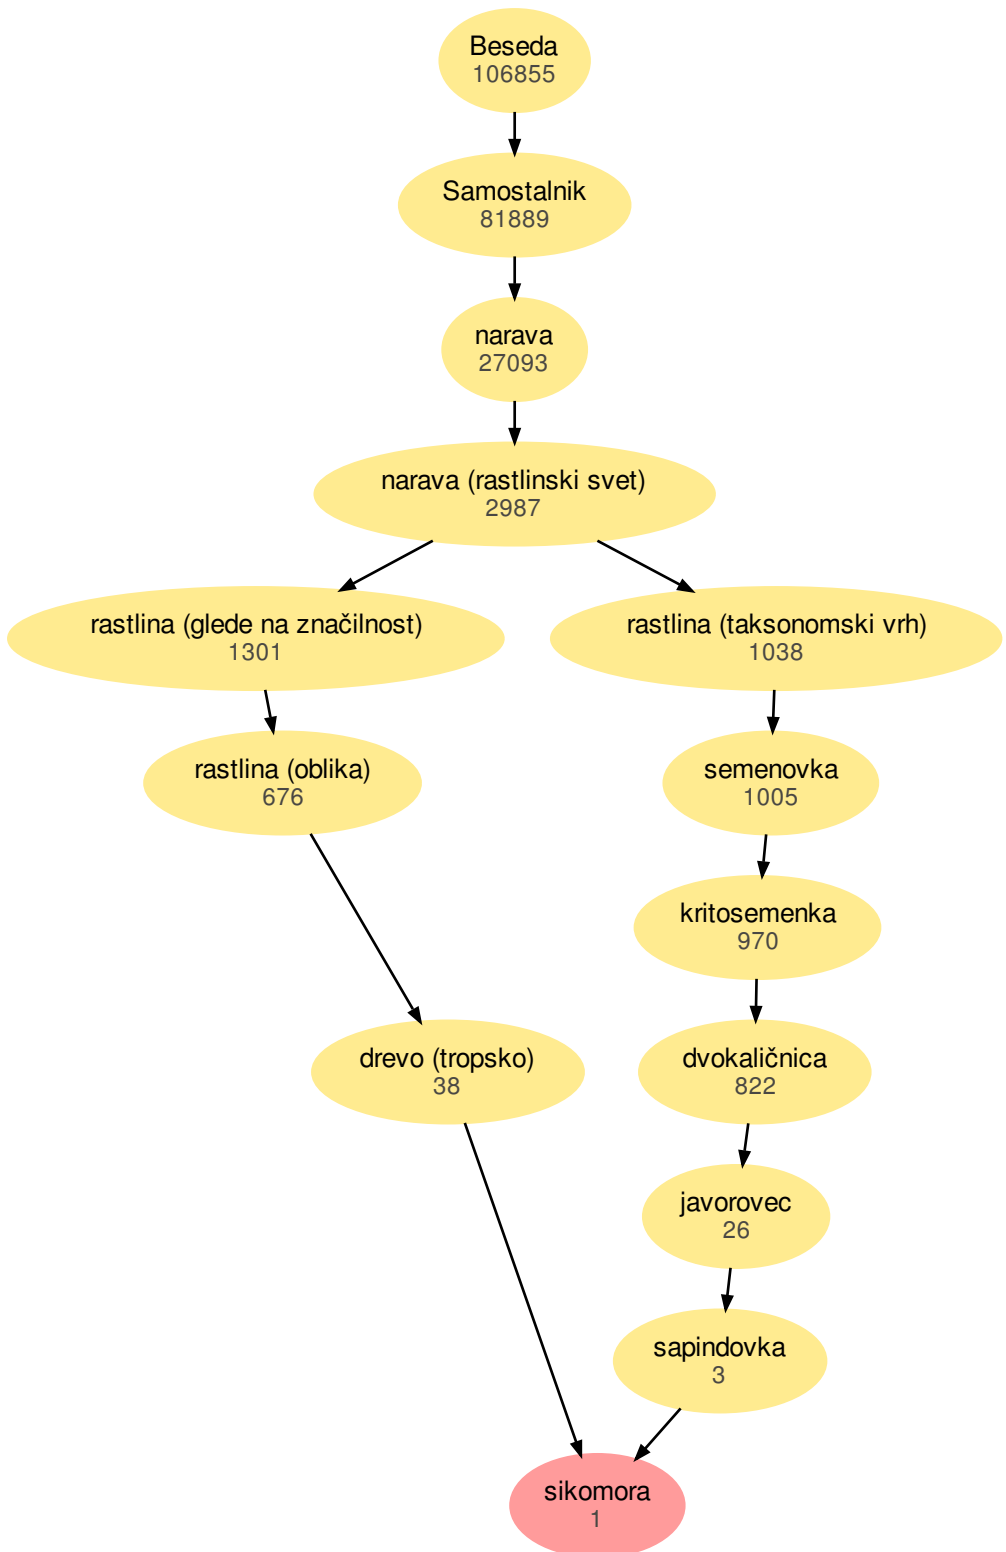 Beseda
106855
Samostalnik
81889
narava
27093
narava (rastlinski svet)
2987
rastlina (glede na značilnost)
1301
rastlina (taksonomski vrh)
1038
rastlina (oblika)
676
semenovka
1005
kritosemenka
970
drevo (tropsko)
38
dvokaličnica
822
javorovec
26
sapindovka
3
sikomora
1